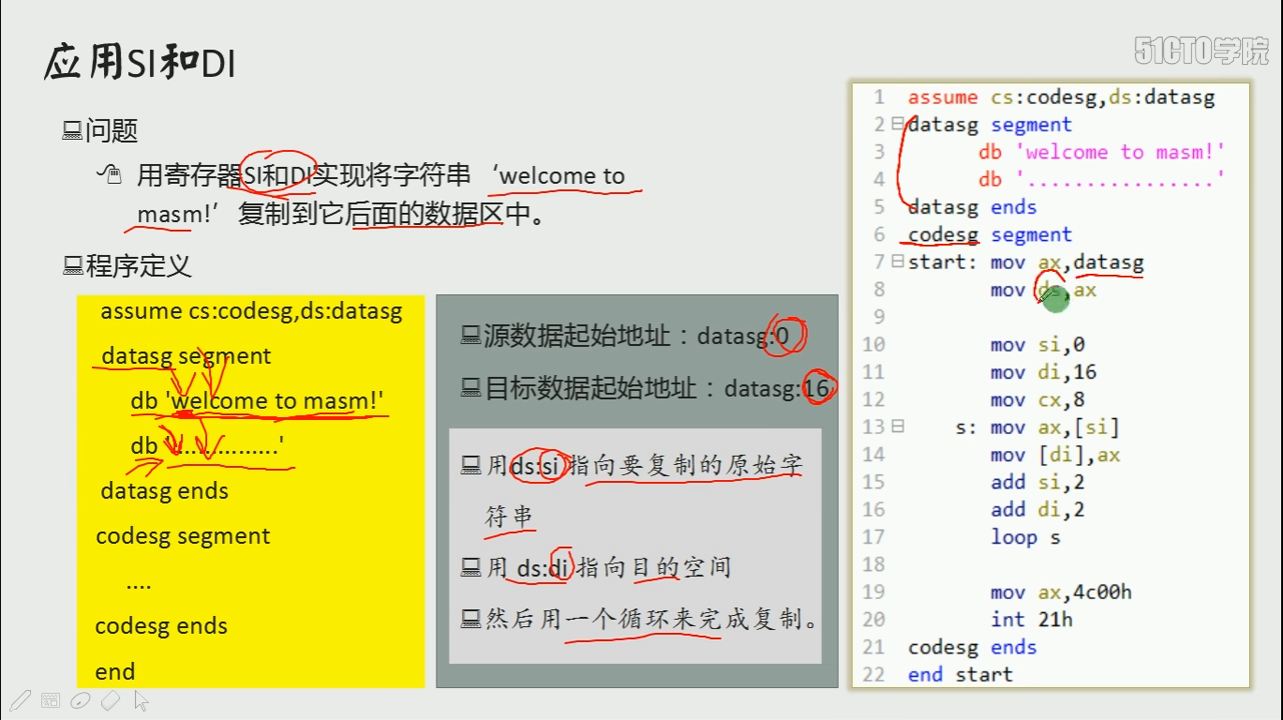 应用SI和DI
51CTO学院
问题
用寄存器SI和DI实现将字符串 ‘welcome to
masm!’ 复制到它后面的数据区中。
程序定义
assume cs:codesg,ds:datasg
datasg segment
db 'welcome to masm!'
db '................'
datasg ends
codesg segment
....
codesg ends
end
源数据起始地址：datasg:0
目标数据起始地址：datasg:16
用ds:si 指向要复制的原始字
符串
用 ds:di 指向目的空间
然后用一个循环来完成复制。
1 assume cs:codesg,ds:datasg
2 datasg segment
3 db 'welcome to masm!'
4 db '................'
5 datasg ends
6 codesg segment
7 start: mov ax,datasg
8 mov ds,ax
9
10 mov si,0
11 mov di,16
12 mov cx,8
13 s: mov ax,[si]
14 mov [di],ax
15 add si,2
16 add di,2
17 loop s
18
19 mov ax,4c00h
20 int 21h
21 codesg ends
22 end start